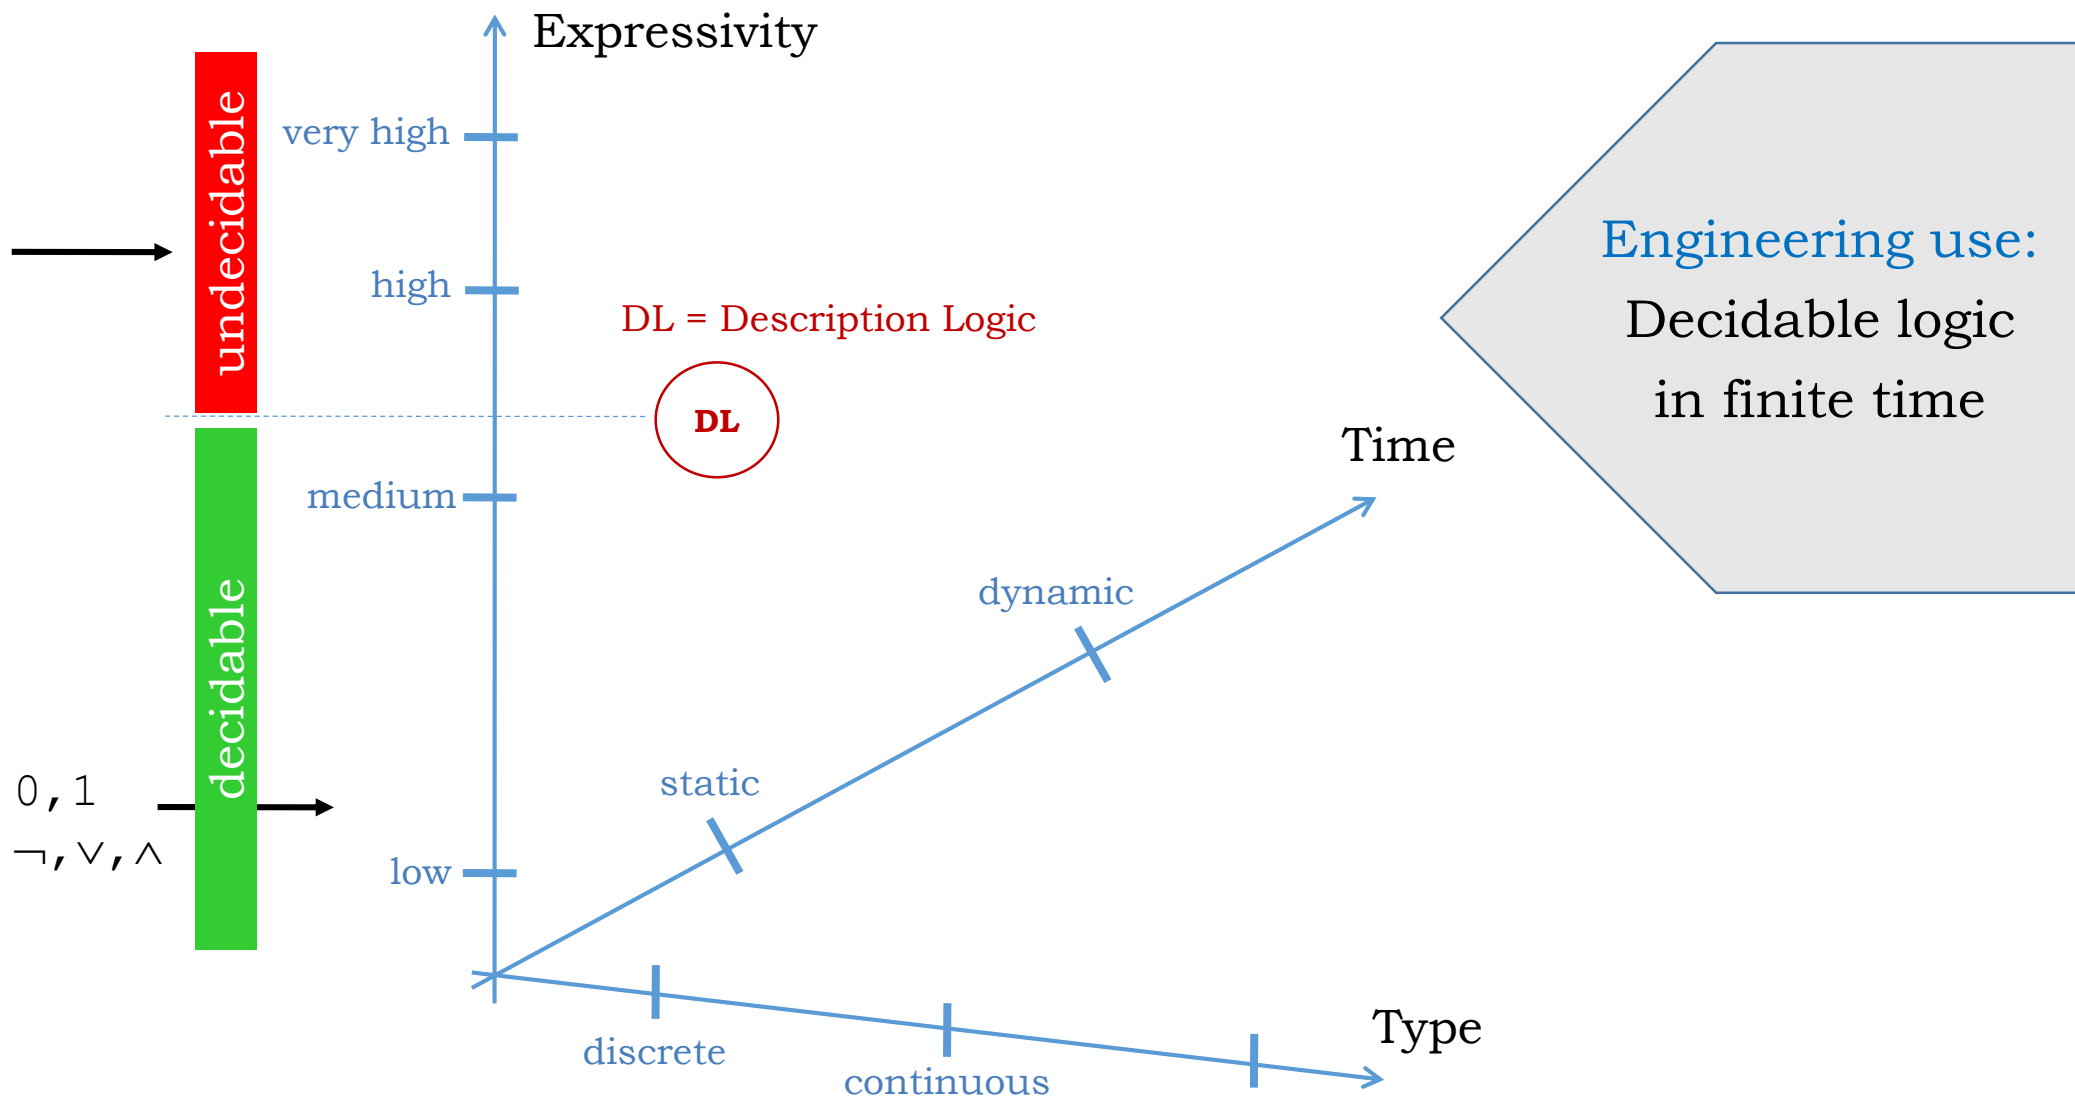 Expressivity
undecidable
very high
high
DL = Description Logic
DL
Engineering use:
Decidable logic
in finite time
Time
medium
dynamic
decidable
static
0,1
¬,∨,∧
low
discrete
continuous
Type